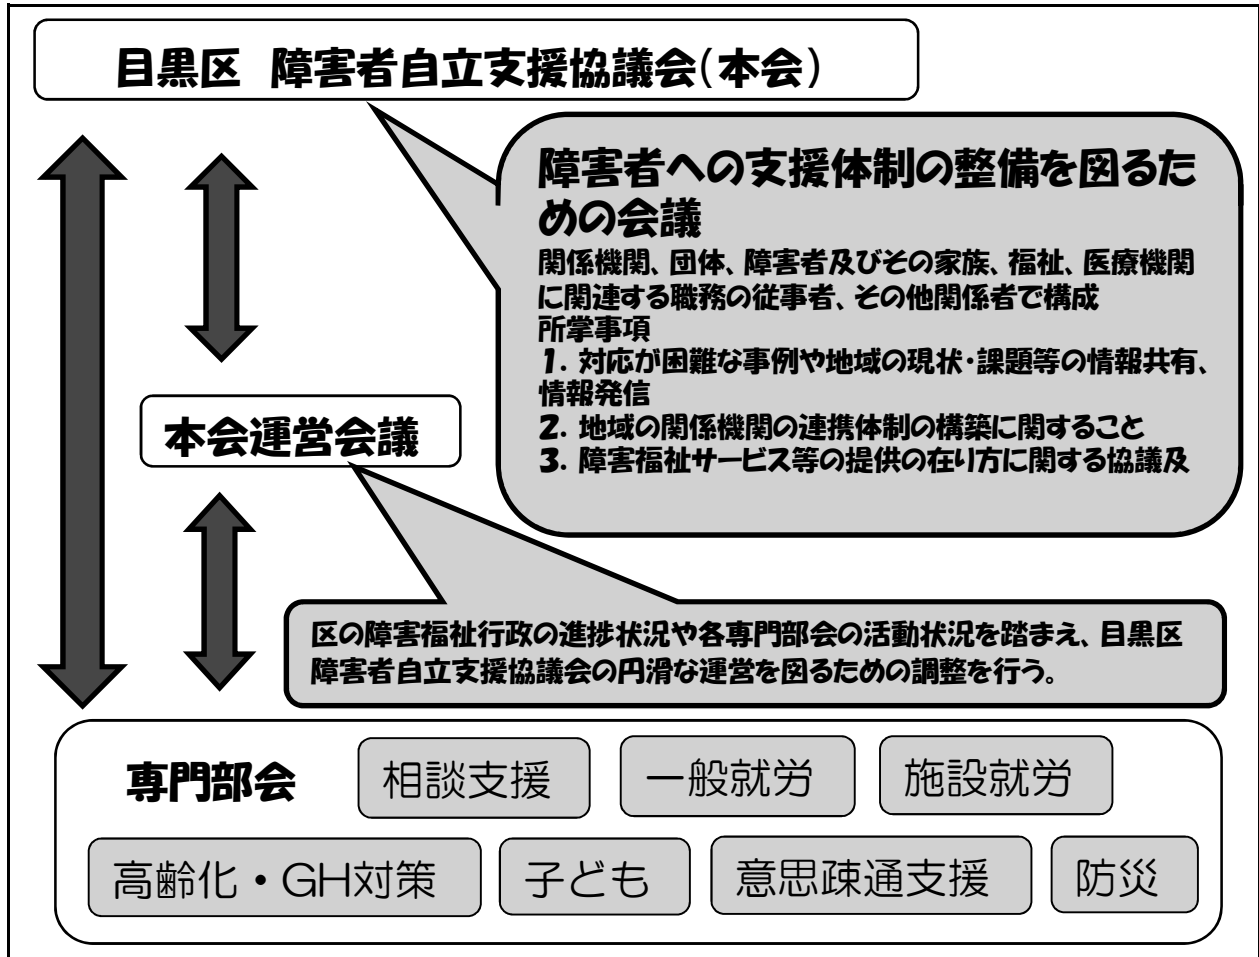 目黒区　障害者自立支援協議会(本会)
障害者への支援体制の整備を図るた
めの会議
関係機関、団体、障害者及びその家族、福祉、医療機関
に関連する職務の従事者、その他関係者で構成
所掌事項
1. 対応が困難な事例や地域の現状・課題等の情報共有、
情報発信
2. 地域の関係機関の連携体制の構築に関すること
3. 障害福祉サービス等の提供の在り方に関する協議及
本会運営会議
区の障害福祉行政の進捗状況や各専門部会の活動状況を踏まえ、目黒区
障害者自立支援協議会の円滑な運営を図るための調整を行う。
専門部会
相談支援
一般就労
施設就労
高齢化・GH対策
子ども
意思疎通支援
防災